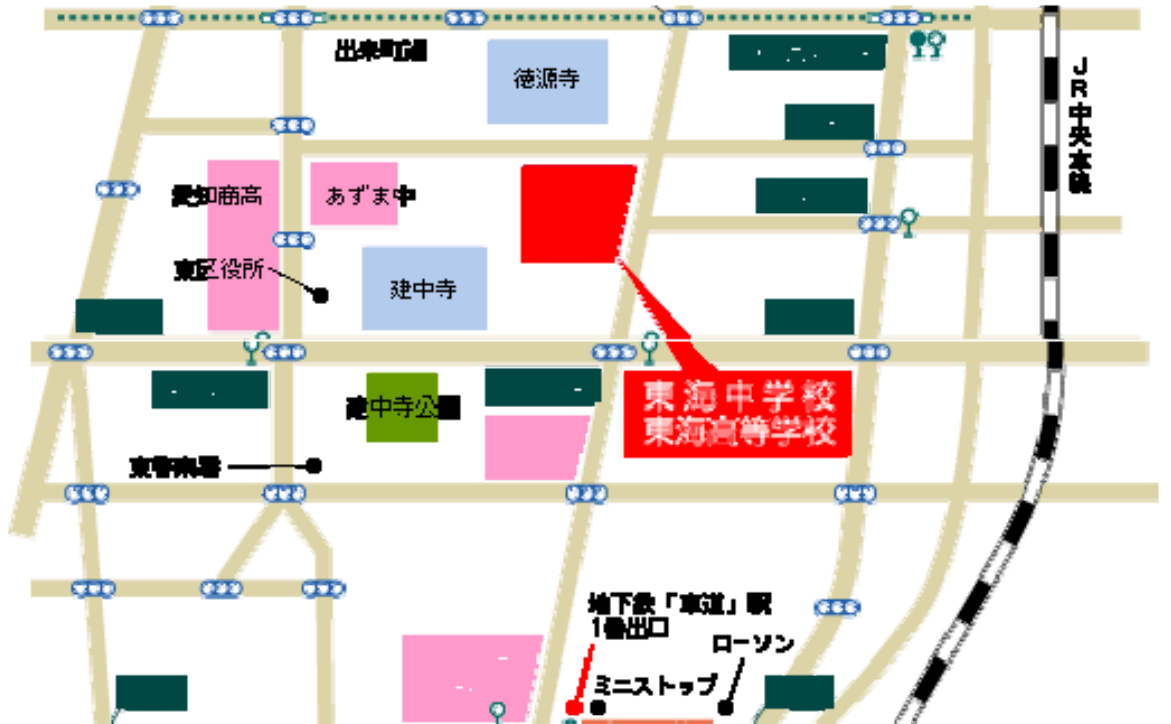 出来町通
徳源寺
JR中央本線
愛知商高
あずま中
東区役所
建中寺
東海中学校
東海高等学校
建中寺公園
東警察署
地下鉄「車道」駅
1番出口
ローソン
ミニストップ